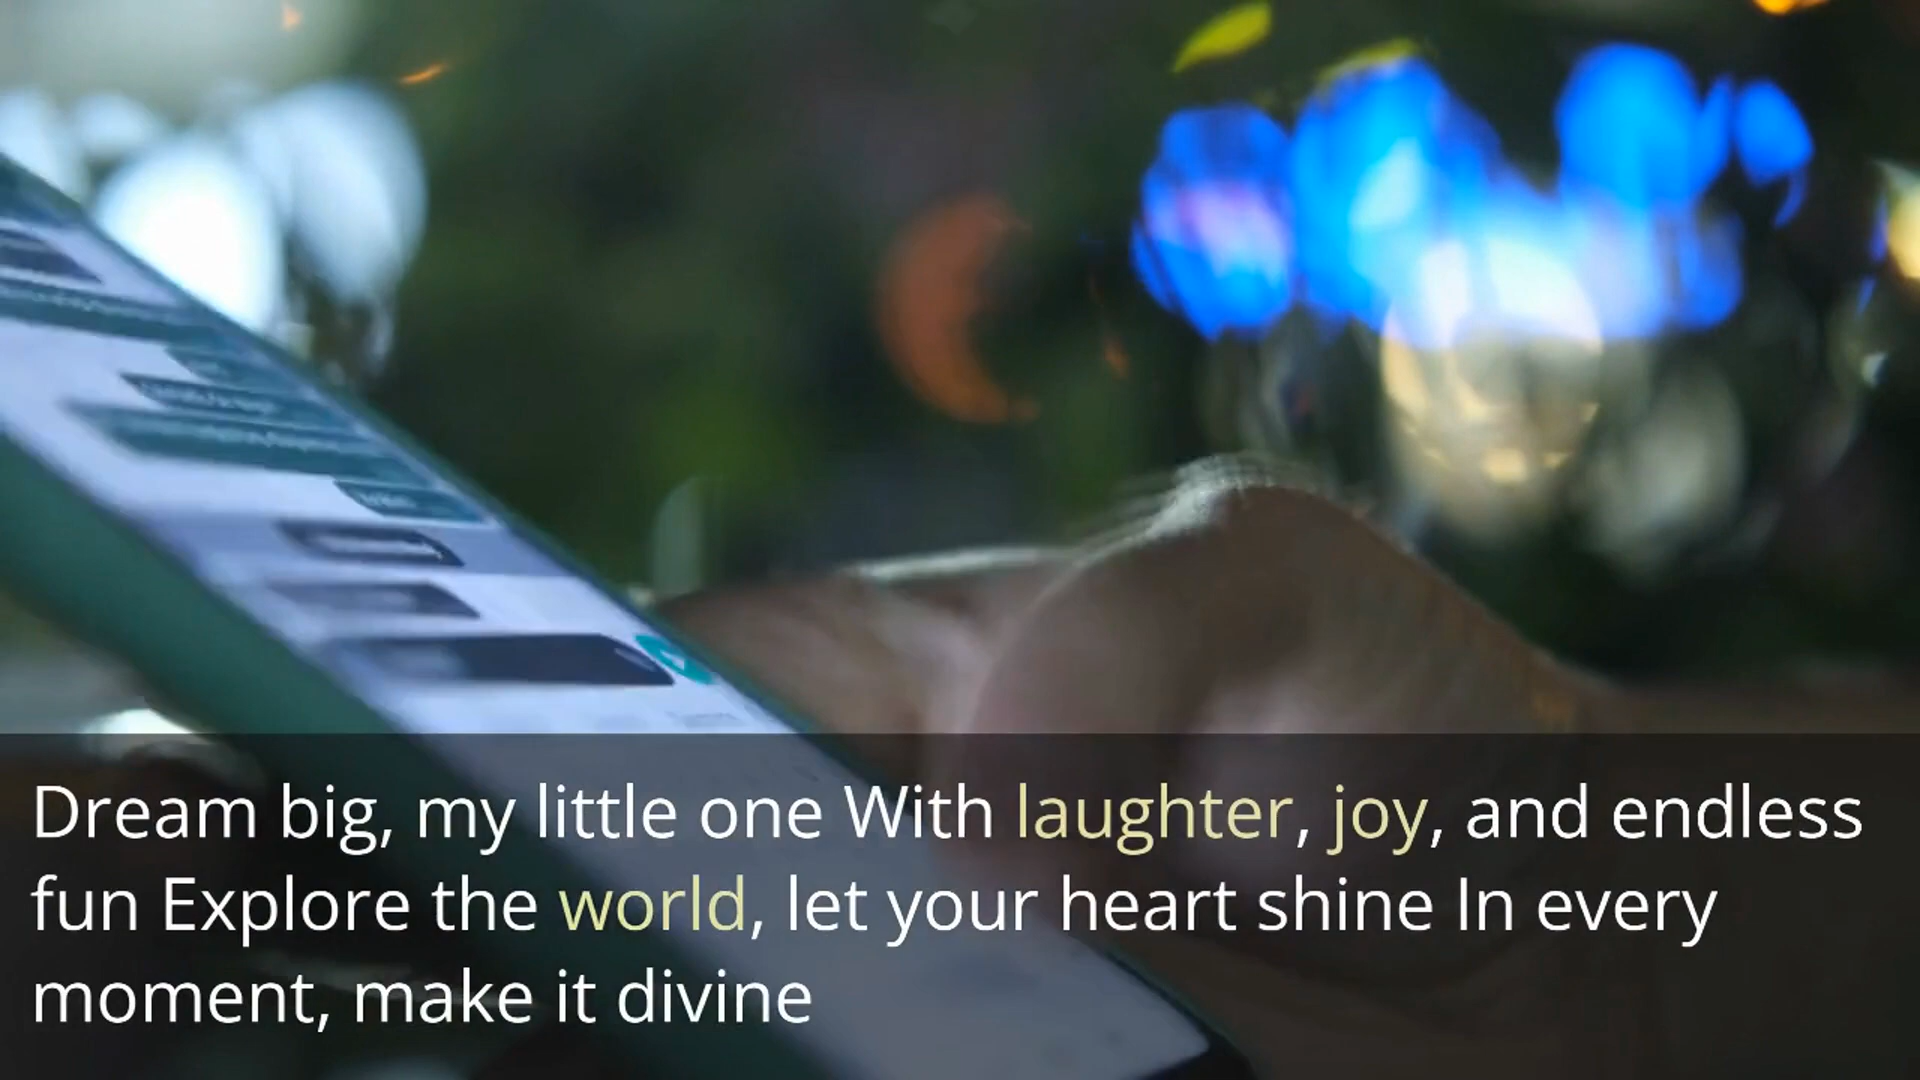 Dream big, my little one With laughter, joy, and endless
fun Explore the world, let your heart shine In every
moment, make it divine